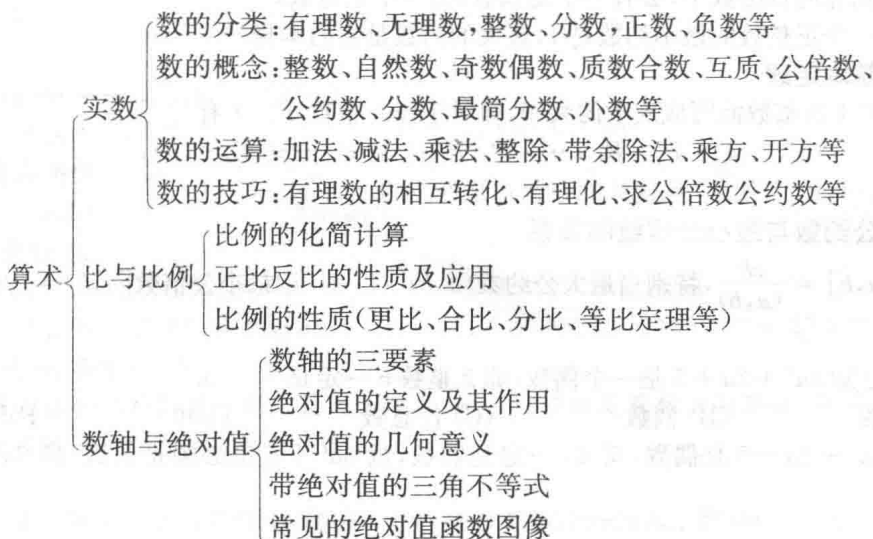 数的分类:有理数、无理数,整数、分数,正数、负数等
数的概念:整数、自然数、奇数偶数、质数合数、互质、公倍数、
实数
公约数、分数、最简分数、小数等
数的运算:加法、减法、乘法、整除、带余除法、乘方、开方等
数的技巧:有理数的相互转化、有理化、求公倍数公约数等
比例的化简计算
算术
比与比例
正比反比的性质及应用
比例的性质(更比、合比、分比、等比定理等)
数轴的三要素
绝对值的定义及其作用
数轴与绝对值
绝对值的几何意义
带绝对值的三角不等式
常见的绝对值函数图像